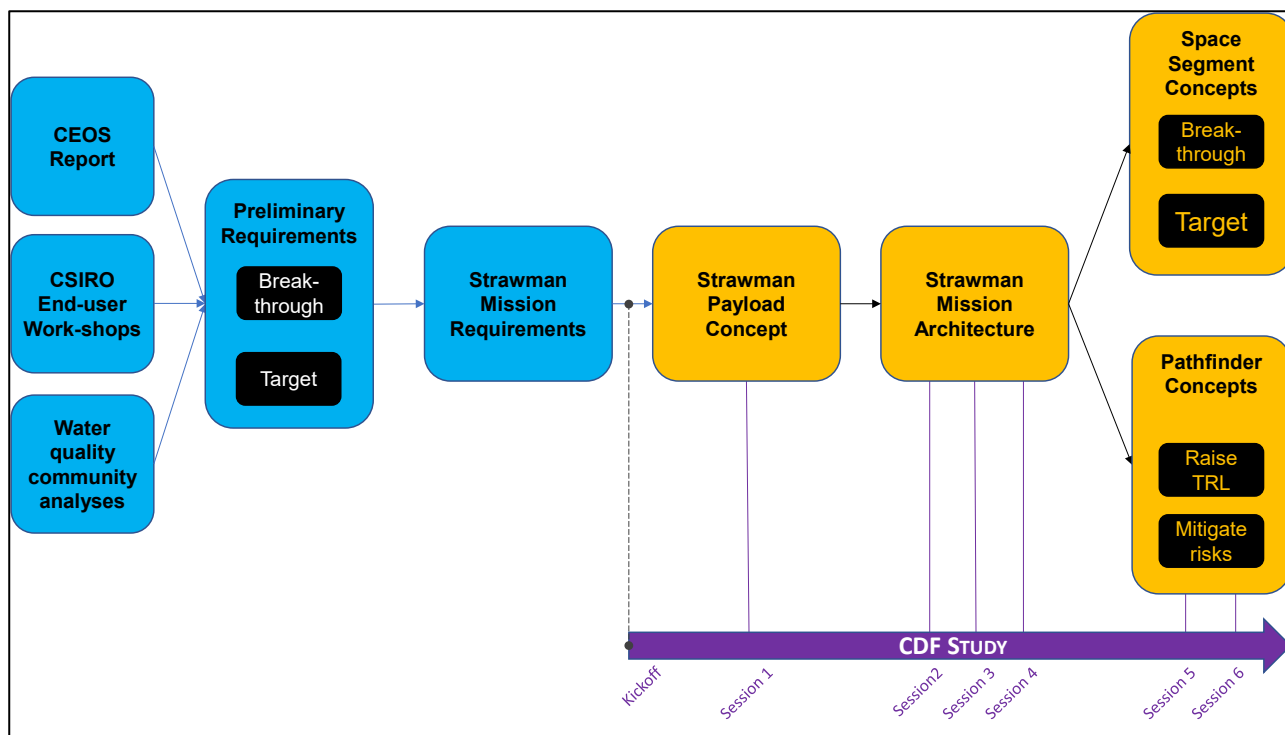 CEOS
Report
CSIRO
End-user
Work-shops
Water
quality
community
analyses
Preliminary
Requirements
Break-
through
Target
Strawman
Mission
Requirements
Strawman
Payload
Concept
Strawman
Mission
Architecture
Space
Segment
Concepts
Break-
through
Target
Pathfinder
Concepts
Raise
TRL
Mitigate
risks
CDF STUDY
Kickoff
Session 1
Session2
Session 3
Session 4
Session 5
Session 6